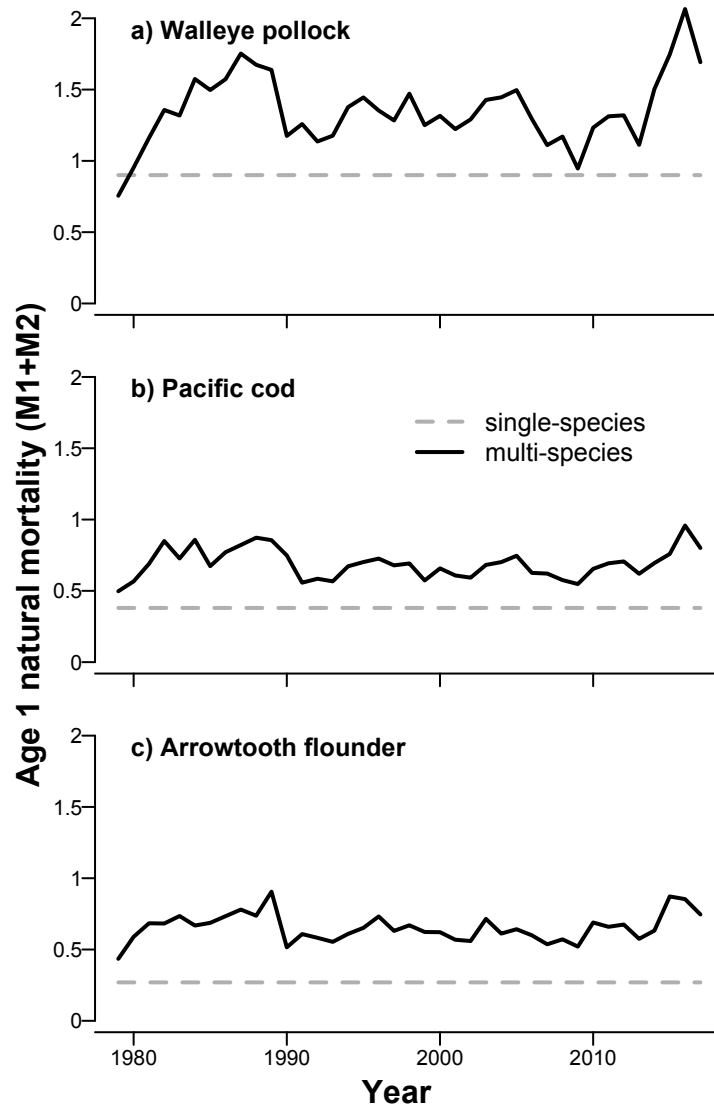 a) Walleye pollock
2
1.5
1
0.5
0
b) Pacific cod
2
1.5
1
0.5
0
single-species
multi-species
c) Arrowtooth flounder
2
1.5
1
0.5
0
1980 1990 2000 2010
Year
Age 1 natural mortality (M1+M2)